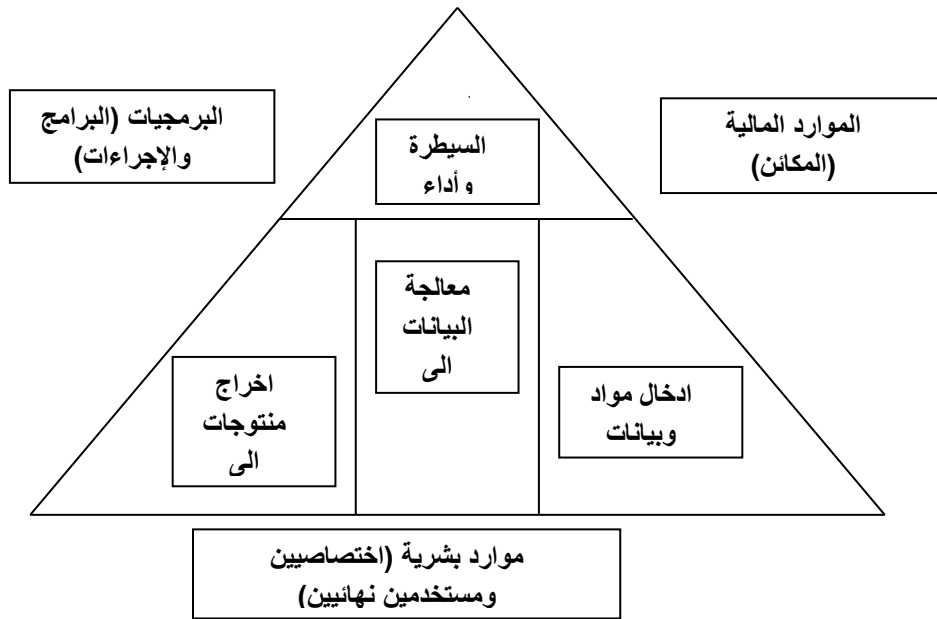 البرمجيات (البرامج
والإجراءات)
الموارد المالية
(المكائن)
السيطرة
وأداء
معالجة
البيانات
الى
اخراج
منتوجات
الى
ادخال مواد
وبيانات
موارد بشرية (اختصاصيين
ومستخدمين نهائيين)